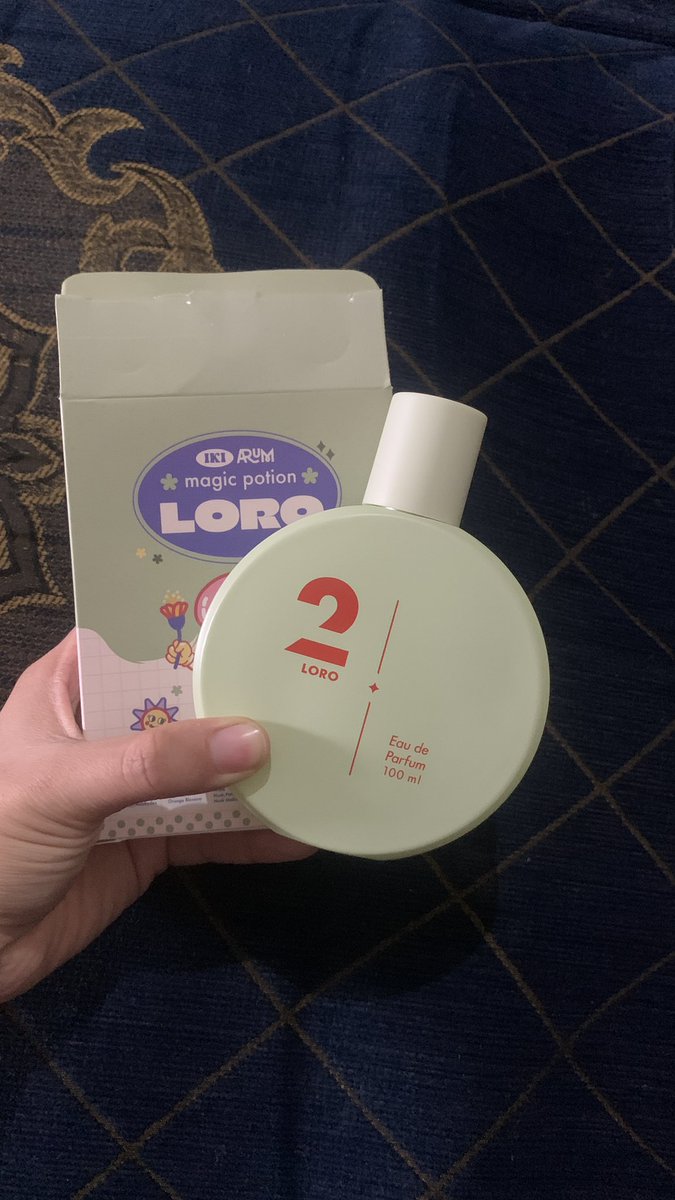 IKI ARUM
magic potion
LORO
2
LORO
Eau de
Parfum
100 ml
Orange Blossom